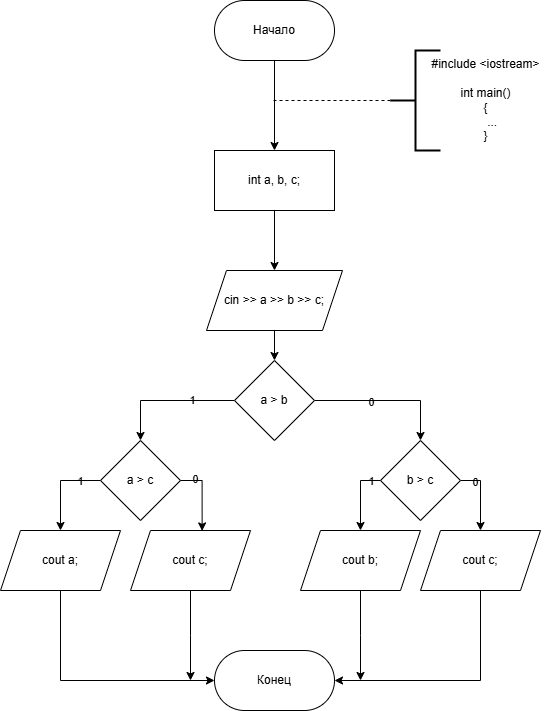 Начало
#include <iostream>
int main()
{
...
}
int a, b, c;
cin >> a >> b >> c;
a > b
1
0
a > c
1
0
b > c
1
0
cout a;
cout c;
cout b;
cout c;
Конец